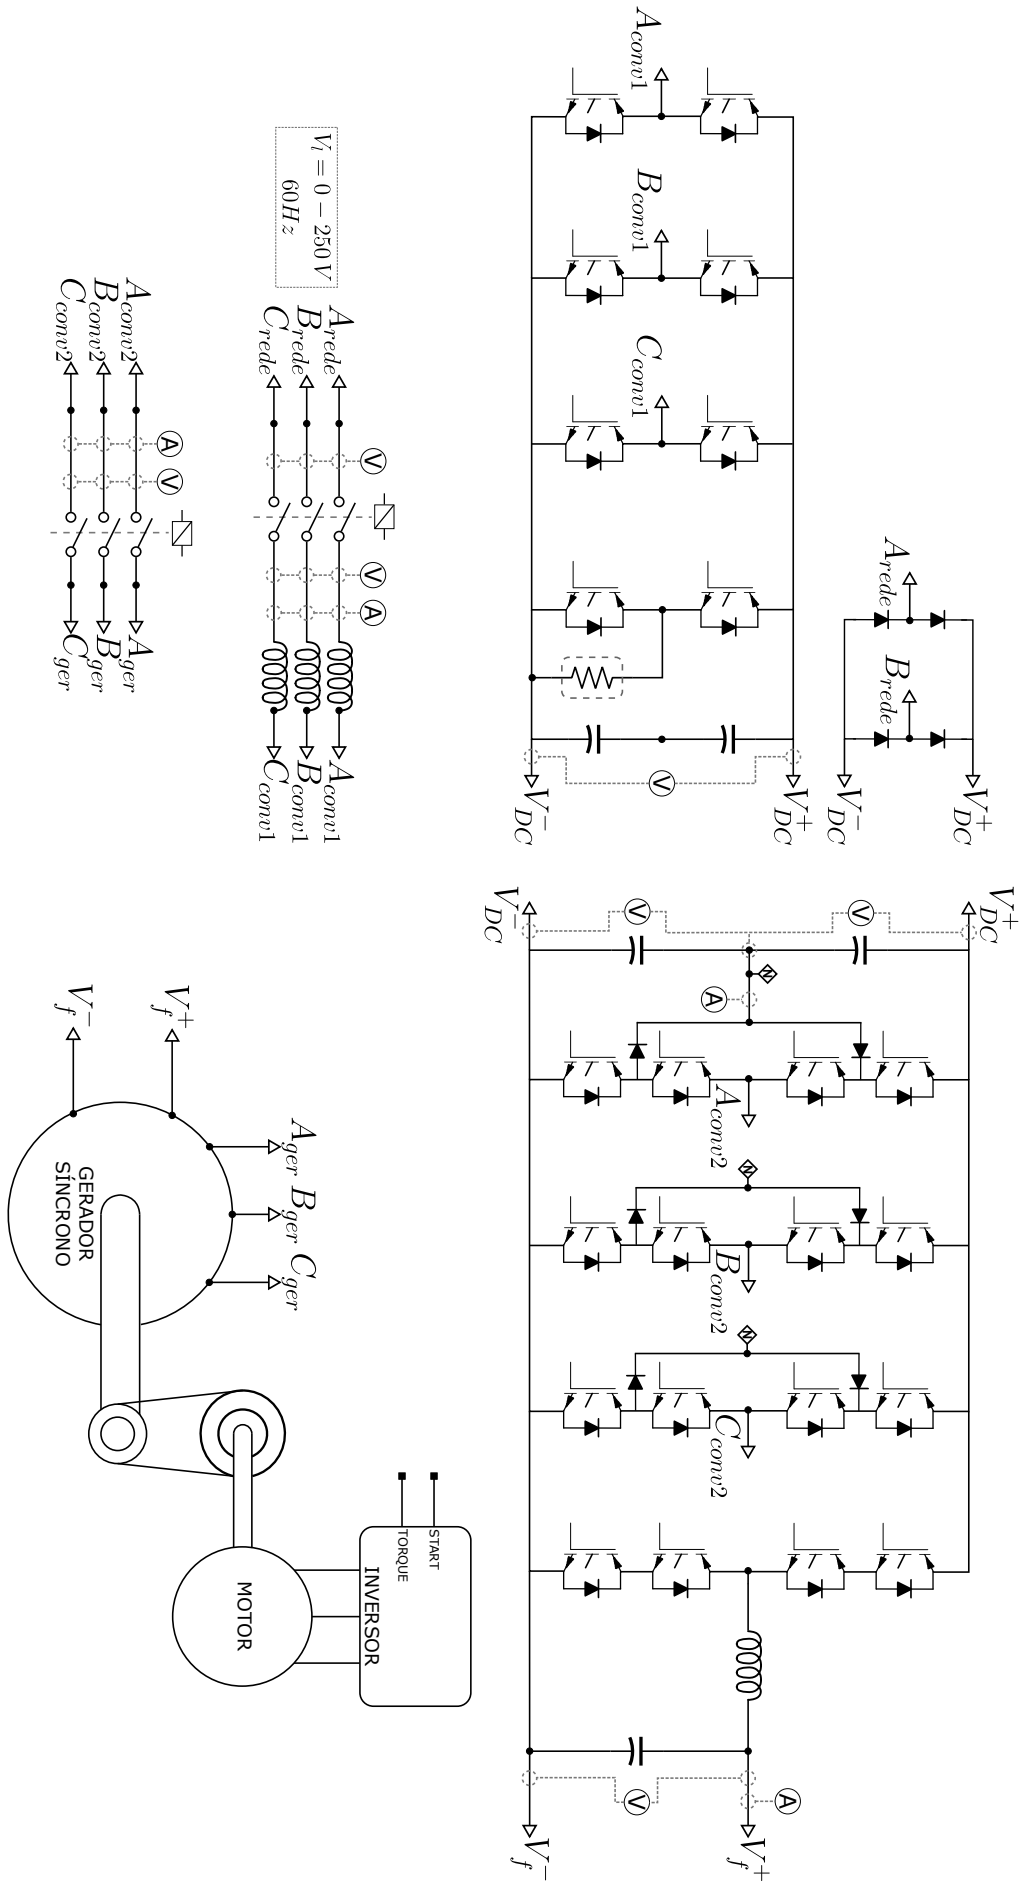 A_{conv1}
B_{conv1}
C_{conv1}
A_{rede}
B_{rede}
V_{DC}^{+}
V_{DC}^{-}
V_{DC}^{+}
V_{DC}^{-}
V
V_l = 0 - 250V
60Hz
A_{rede}
B_{rede}
C_{rede}
V
V
A
A_{conv1}
B_{conv1}
C_{conv1}
A_{conv2}
B_{conv2}
C_{conv2}
A
V
A_{ger}
B_{ger}
C_{ger}
V_{DC}^{+}
V_{DC}^{-}
V
V
N
A
A_{conv2}
N
B_{conv2}
N
C_{conv2}
V
A
V_f^{+}
V_f^{-}
V_f^{+}
V_f^{-}
A_{ger} B_{ger} C_{ger}
GERADOR
SÍNCRONO
START
TORQUE
INVERSOR
MOTOR